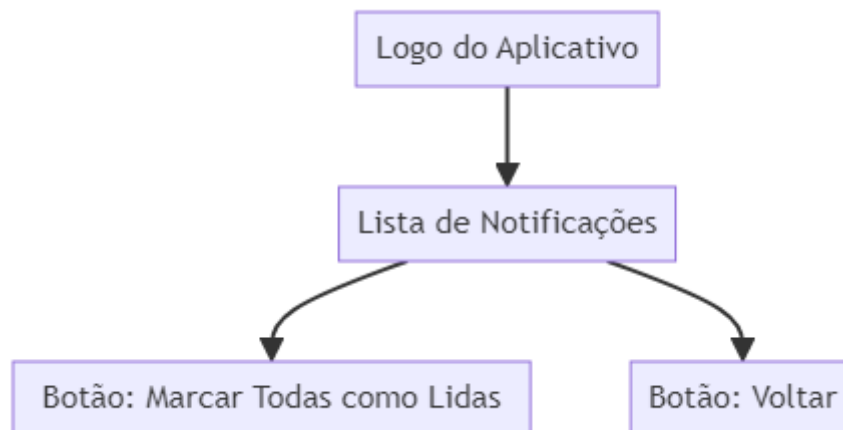 Logo do Aplicativo
Lista de Notificações
Botão: Marcar Todas como Lidas
Botão: Voltar